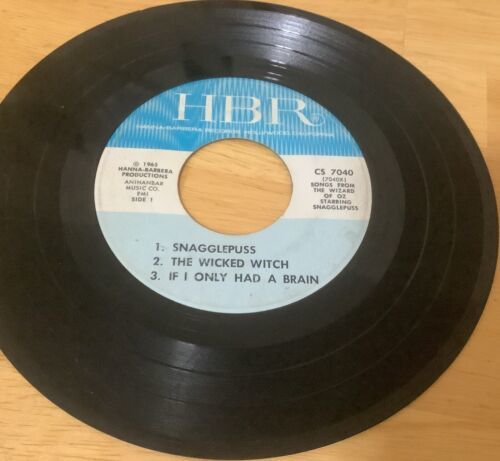 HBR®
HANNA-BARBERA RECORDS, HOLLYWOOD, CALIFORNIA
© 1965
HANNA-BARBERA
PRODUCTIONS
ANIHANBAR
MUSIC CO.
PMI
SIDE 1
CS 7040
(7040X)
SONGS FROM
THE WIZARD
OF OZ
STARRING
SNAGGLEPUSS
1. SNAGGLEPUSS
2. THE WICKED WITCH
3. IF I ONLY HAD A BRAIN